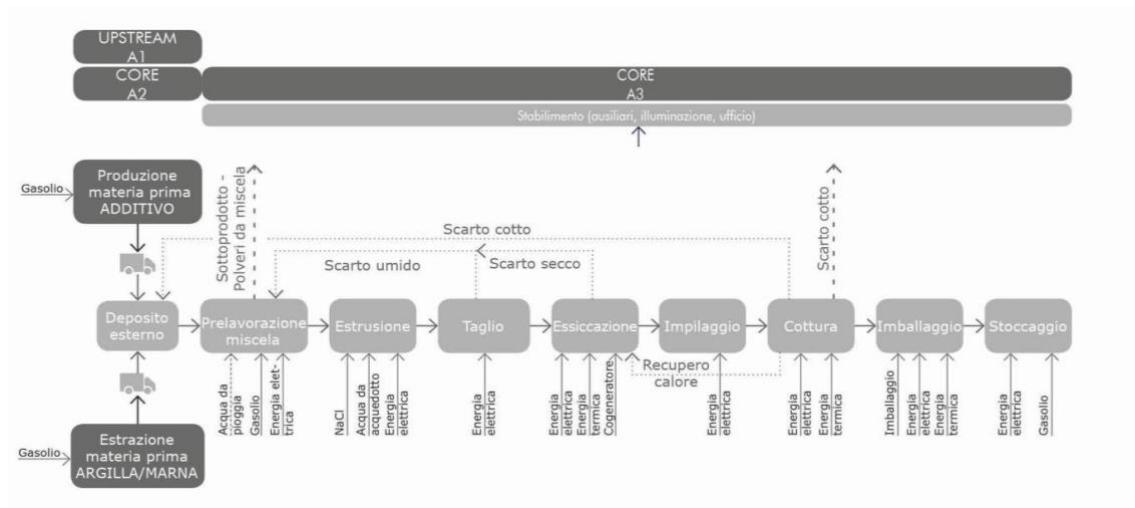 UPSTREAM
A1
CORE
A2
CORE
A3
Stabilimento (ausiliari, illuminazione, ufficio)
Gasolio
Produzione
materia prima
ADDITIVO
Sottoprodotto -
Polveri da miscela
Scarto cotto
Scarto cotto
Scarto umido
Scarto secco
Deposito
esterno
Prelavorazione
miscela
Estrusione
Taglio
Essiccazione
Impilaggio
Cottura
Imballaggio
Stoccaggio
Recupero
calore
Acqua da
pioggia
Gasolio
Energia elet-
trica
NaCl
Acqua da
acquedotto
Energia
elettrica
Energia
elettrica
Energia
elettrica
Energia
termica
Cogeneratore
Energia
elettrica
Energia
elettrica
Energia
termica
Imballaggio
Energia
elettrica
Energia
termica
Energia
elettrica
Gasolio
Gasolio
Estrazione
materia prima
ARGILLA/MARNA